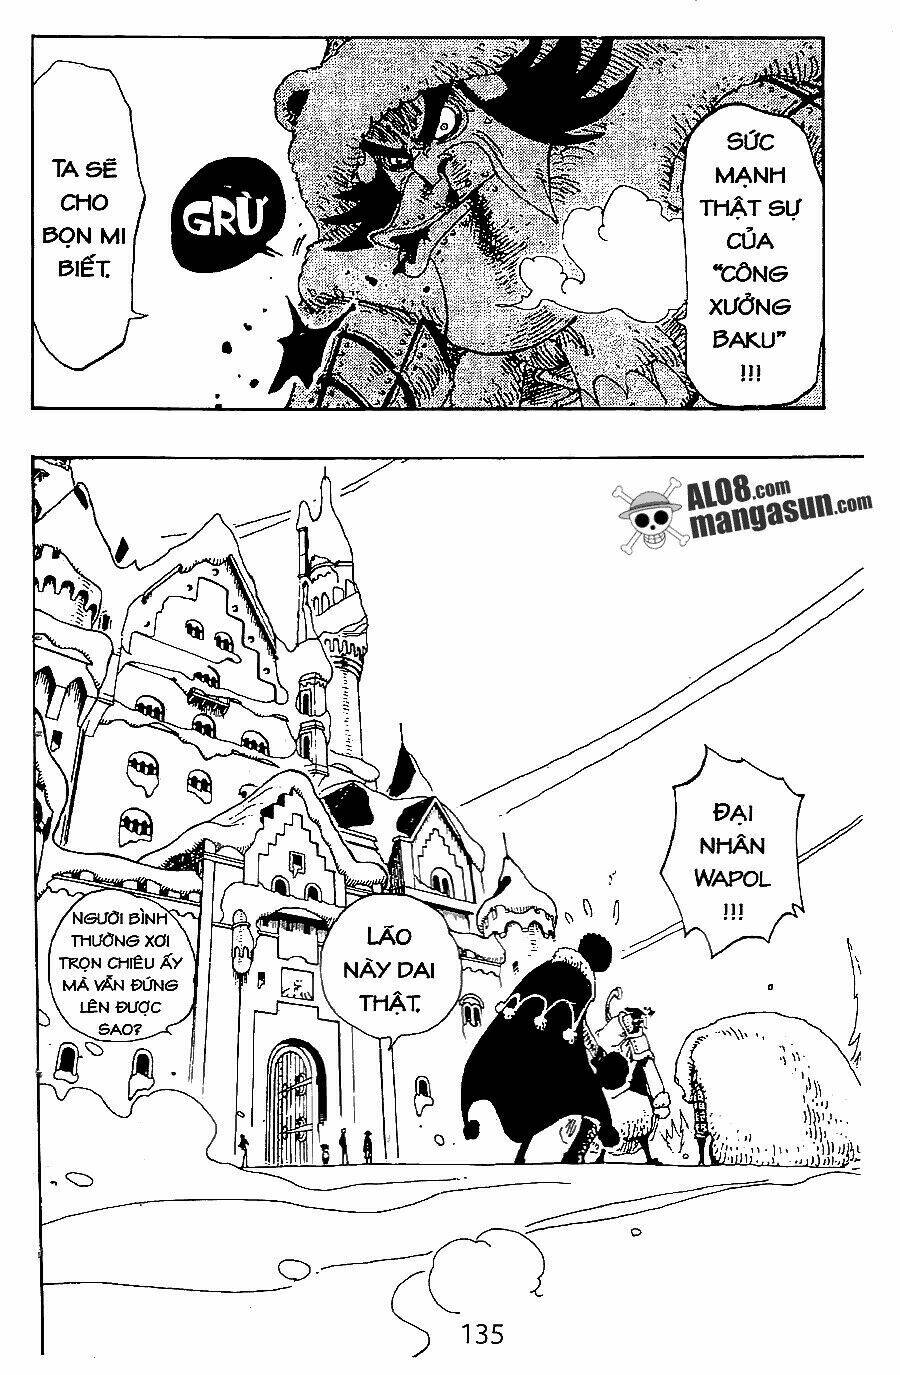 TA SẼ
CHO
BỌN MI
BIẾT.
GRỪ
SỨC
MẠNH
THẬT SỰ
CỦA
“CÔNG
XƯỞNG
BAKU”
!!!
AL08.com
mangasun.com
ĐẠI
NHÂN
WAPOL
!!!
NGƯỜI BÌNH
THƯỜNG XƠI
TRỌN CHIÊU ẤY
MÀ VẪN ĐỨNG
LÊN ĐƯỢC
SAO?
LÃO
NÀY DAI
THẬT.
135